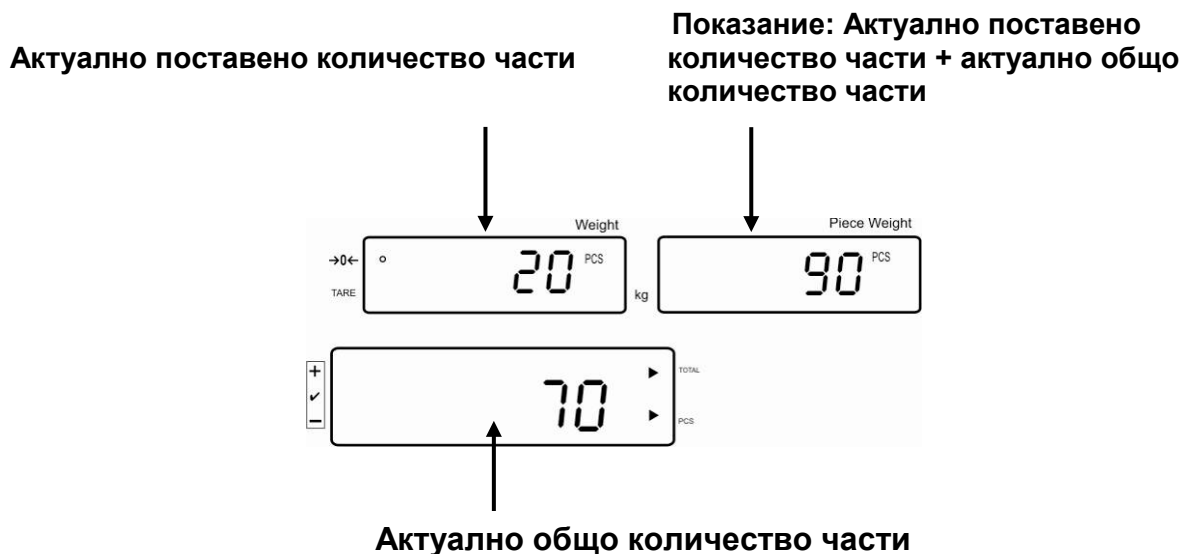 Показание: Актуално поставено
количество части + актуално общо
количество части
Актуално поставено количество части
Weight
Piece Weight
→0←
TARE
20 PCS
kg
90 PCS
+
✔
−
70
TOTAL
PCS
Актуално общо количество части